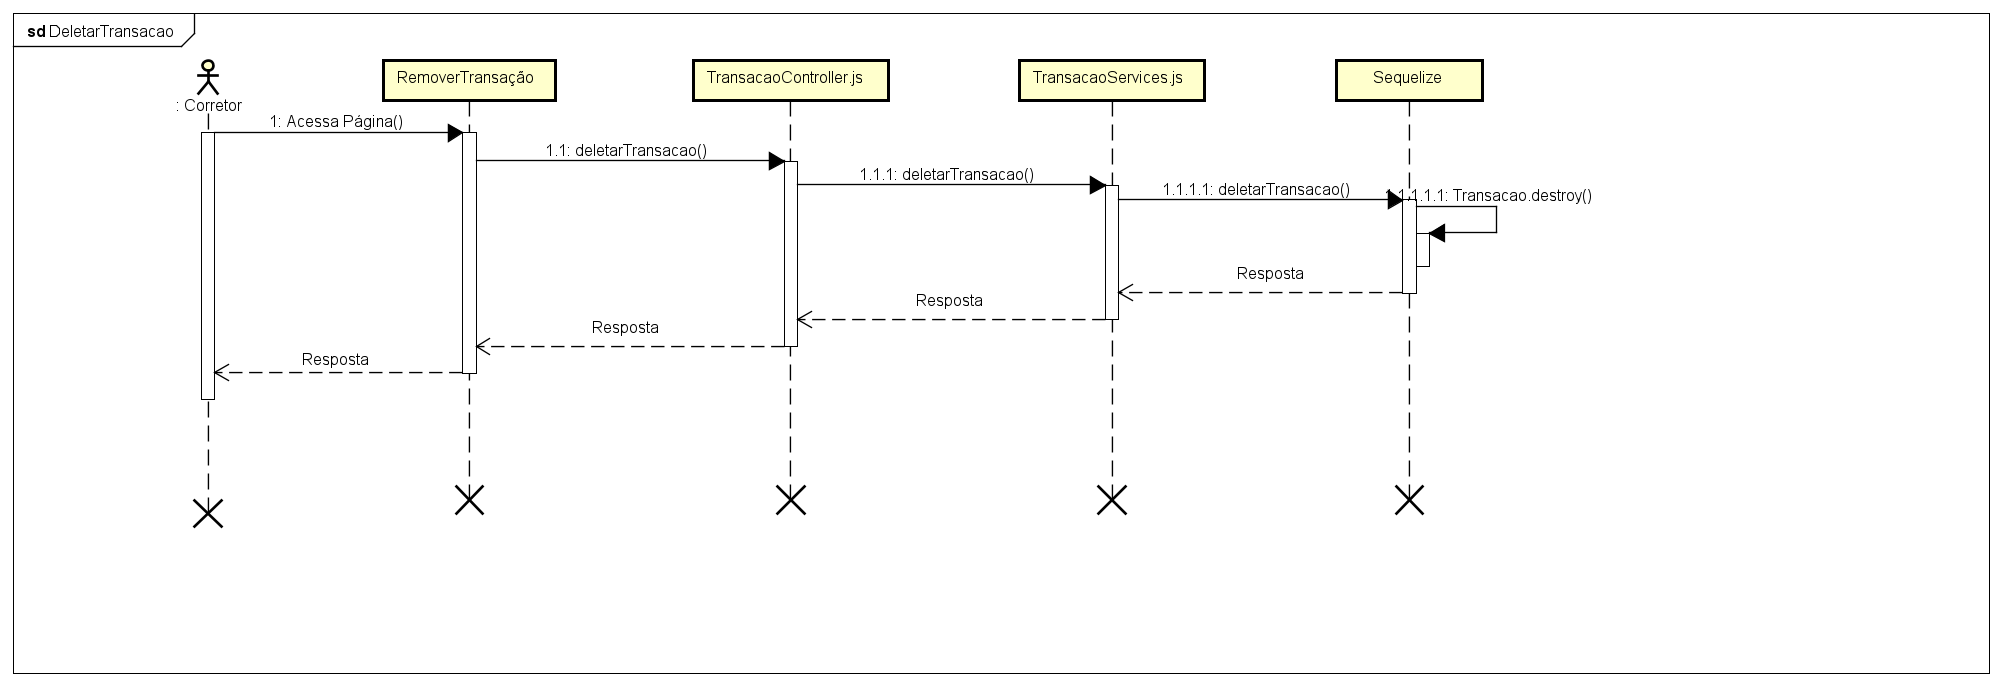 sd DeletarTransacao
: Corretor
RemoverTransação
TransacaoController.js
TransacaoServices.js
Sequelize
1: Acessa Página()
1.1: deletarTransacao()
1.1.1: deletarTransacao()
1.1.1.1: deletarTransacao()
1.1.1.1.1: Transacao.destroy()
Resposta
Resposta
Resposta
Resposta